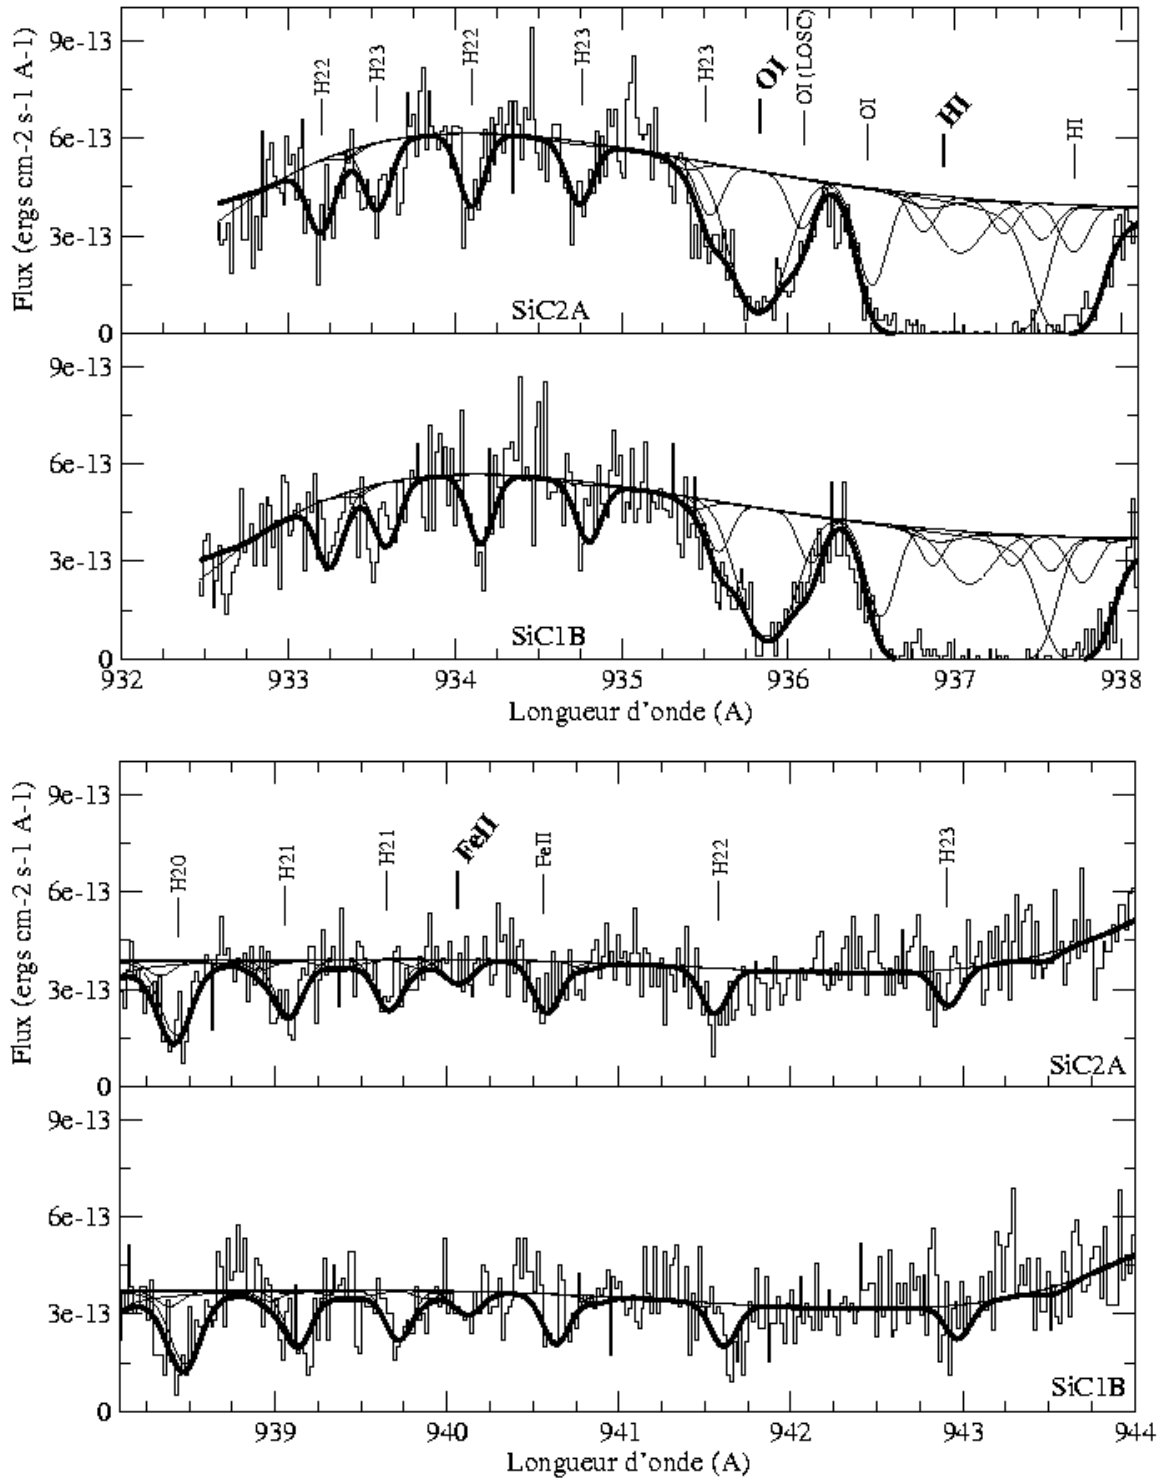 Flux (ergs cm-2 s-1 A-1)
9e-13
6e-13
3e-13
0
H22
H23
H22
H23
H23
OI
OI (LOSC)
OI
HI
HI
SiC2A
9e-13
6e-13
3e-13
0
SiC1B
932 933 934 935 936 937 938
Longueur d'onde (A)
Flux (ergs cm-2 s-1 A-1)
9e-13
6e-13
3e-13
0
H20
H21
H21
FeII
FeII
H22
H23
SiC2A
9e-13
6e-13
3e-13
0
SiC1B
939 940 941 942 943 944
Longueur d'onde (A)